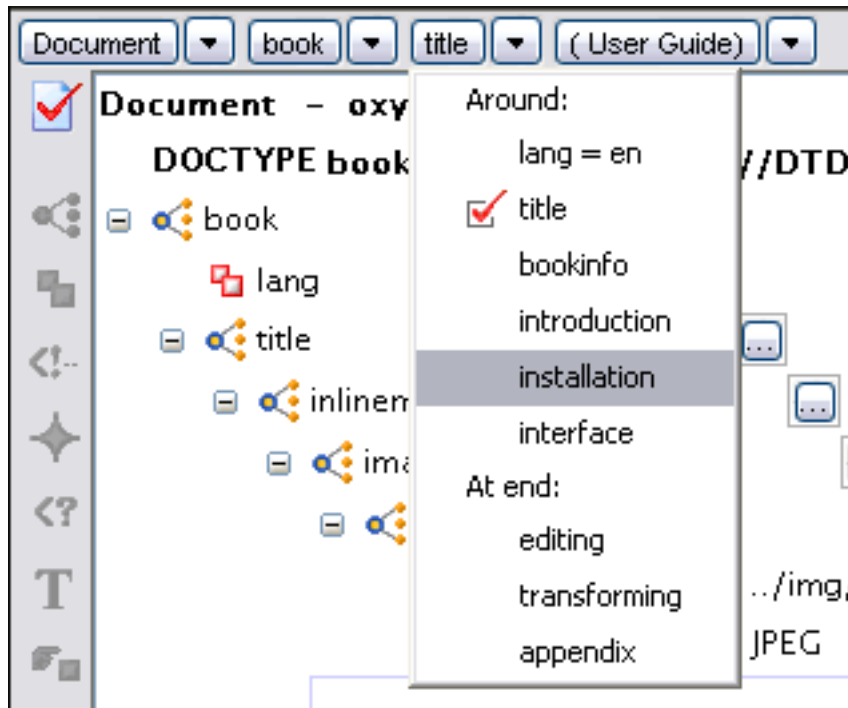 Document book title ( User Guide)
Document - oxy
DOCTYPE book //DTD
book
lang
title
inlinem
ima
Around:
lang = en
title
bookinfo
introduction
installation
interface
At end:
editing
transforming
appendix
...
...
../img,
JPEG
<!--
<?
T